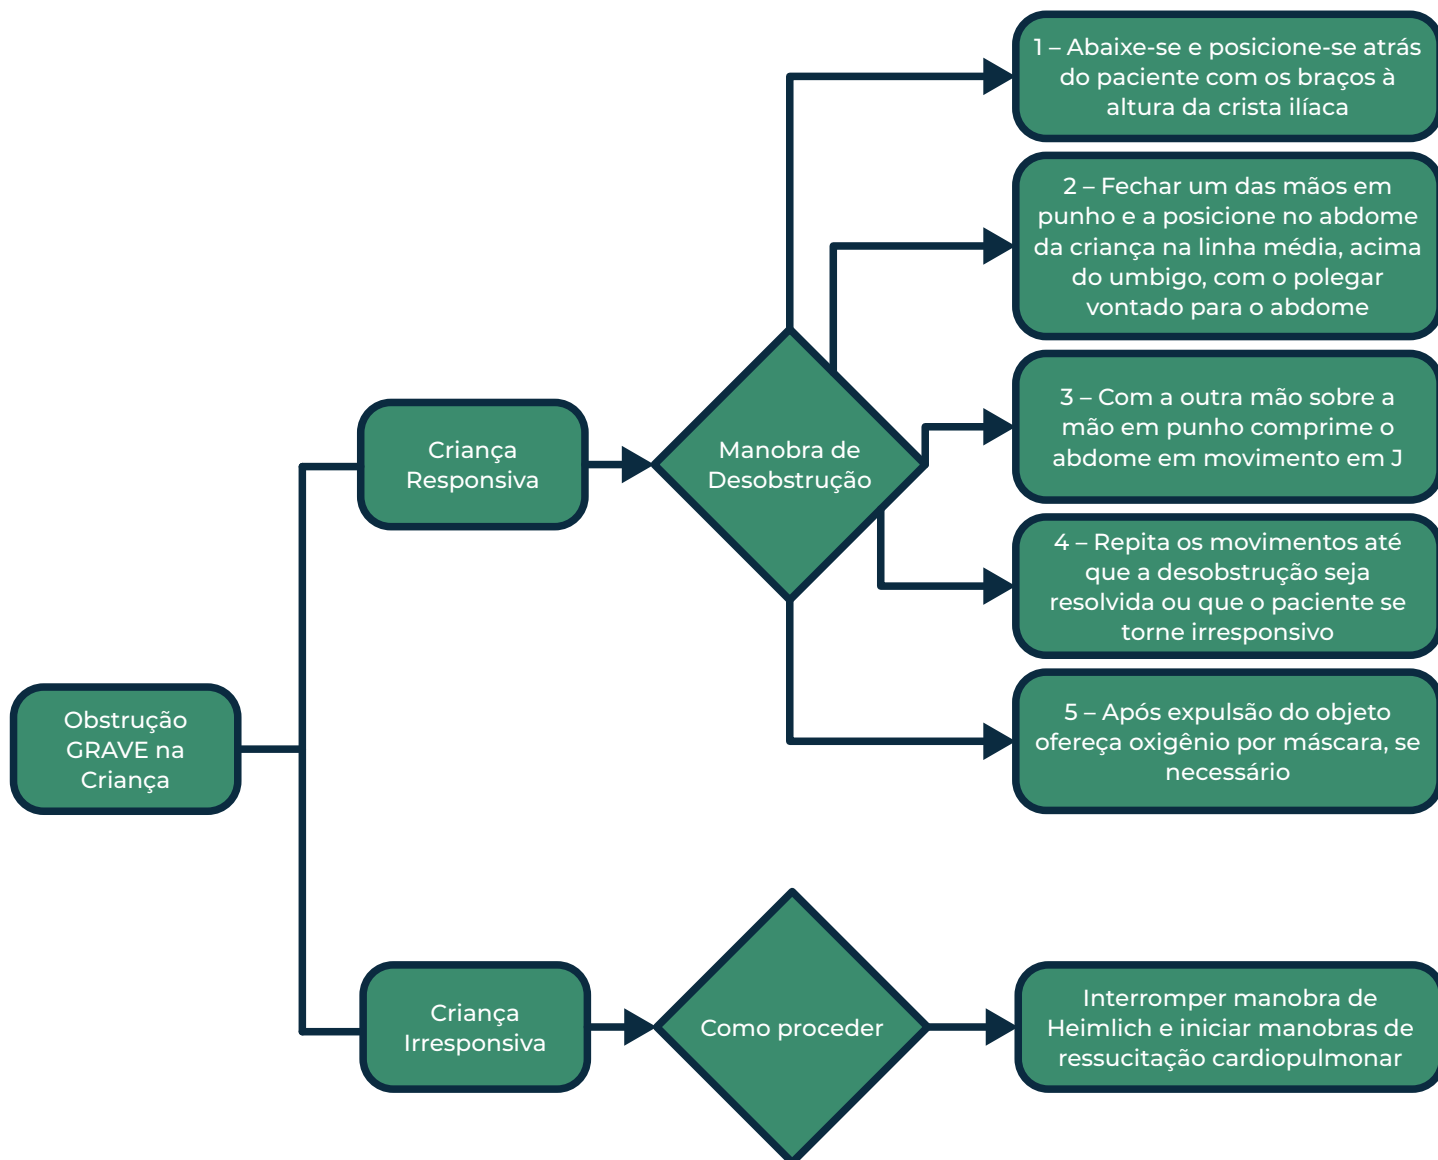 Obstrução
GRAVE na
Criança
Criança
Responsiva
Manobra de
Desobstrução
1 – Abaixe-se e posicione-se atrás
do paciente com os braços à
altura da crista ilíaca
2 – Fechar um das mãos em
punho e a posicione no abdome
da criança na linha média, acima
do umbigo, com o polegar
vontado para o abdome
3 – Com a outra mão sobre a
mão em punho comprime o
abdome em movimento em J
4 – Repita os movimentos até
que a desobstrução seja
resolvida ou que o paciente se
torne irresponsivo
5 – Após expulsão do objeto
ofereça oxigênio por máscara, se
necessário
Criança
Irresponsiva
Como proceder
Interromper manobra de
Heimlich e iniciar manobras de
ressucitação cardiopulmonar